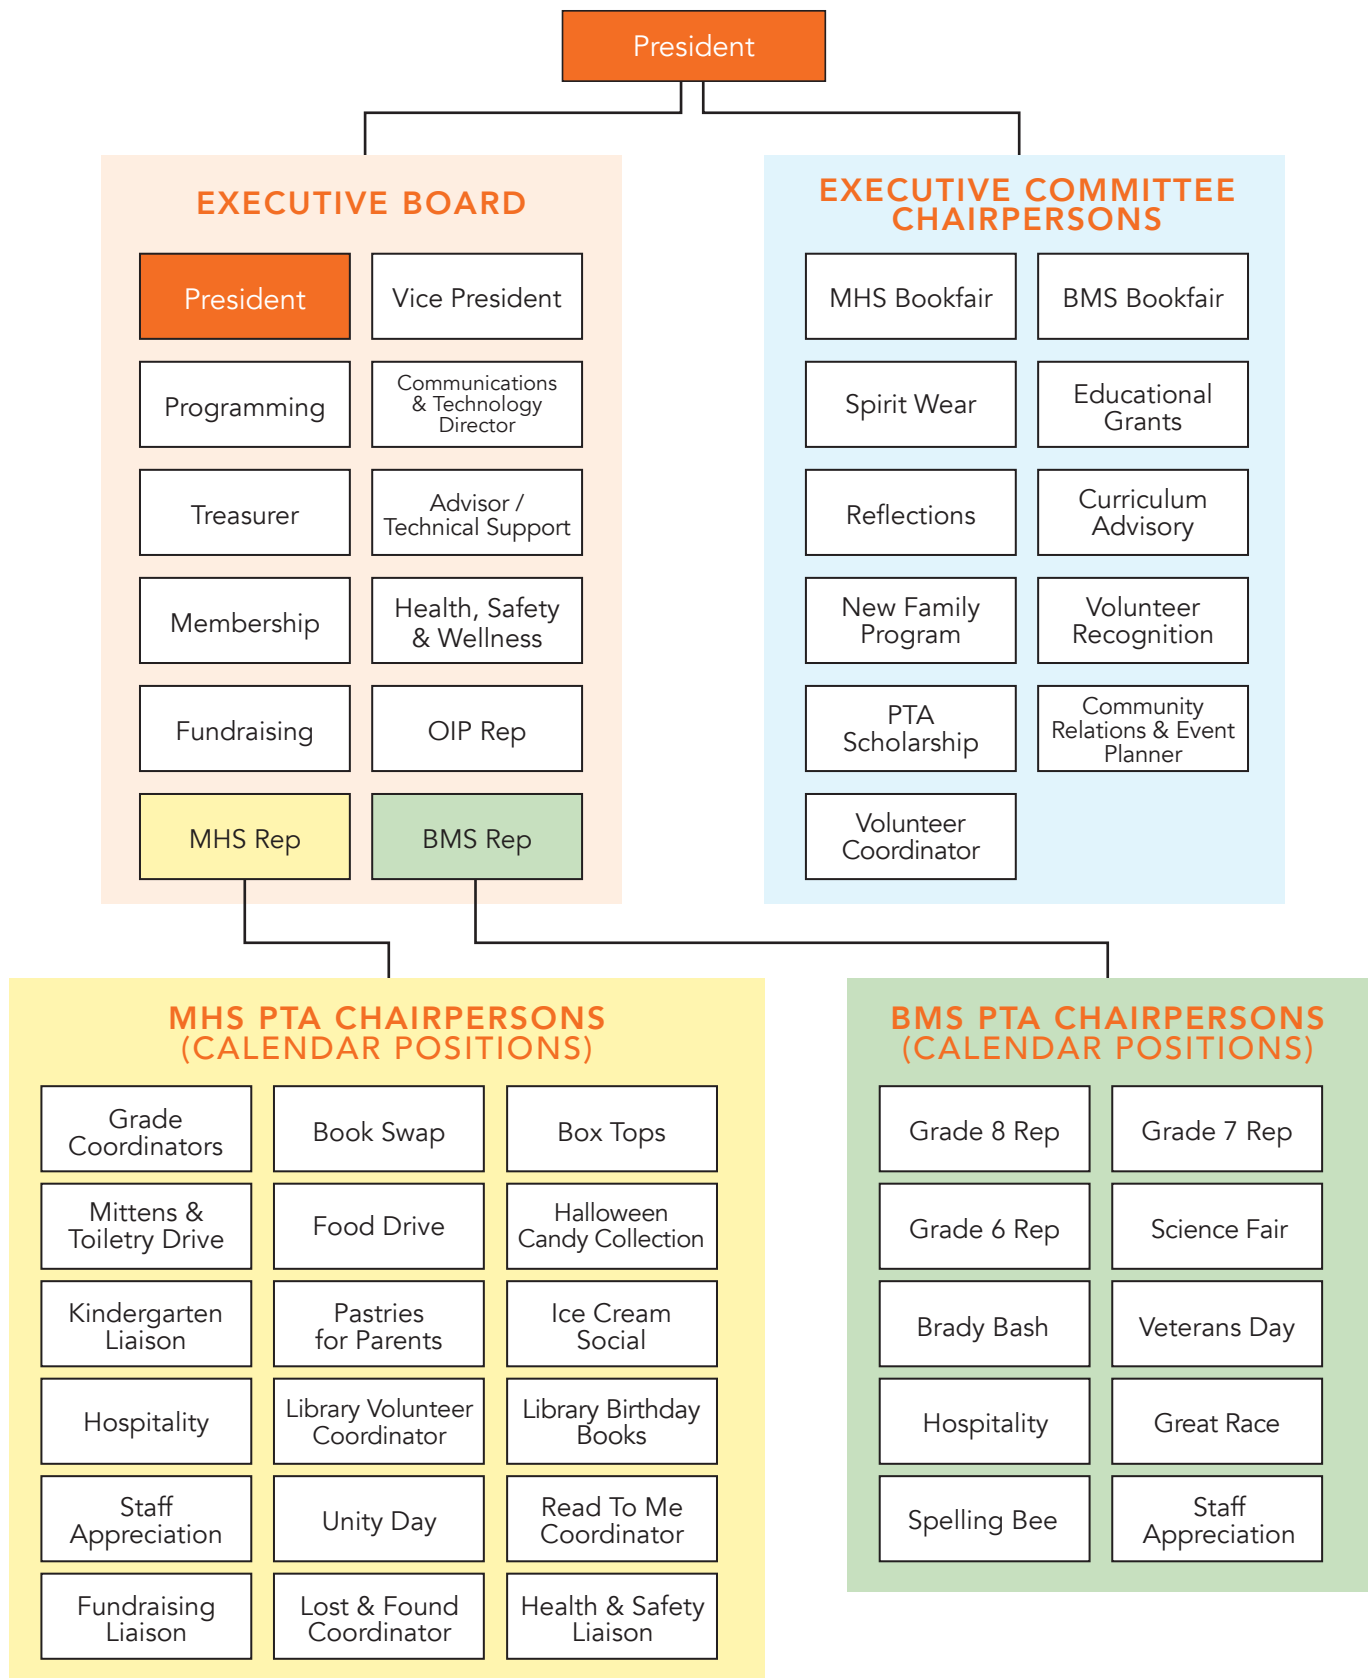 President
EXECUTIVE BOARD
President
Vice President
Programming
Communications
& Technology
Director
Treasurer
Advisor /
Technical Support
Membership
Health, Safety
& Wellness
Fundraising
OIP Rep
MHS Rep
BMS Rep
EXECUTIVE COMMITTEE
CHAIRPERSONS
MHS Bookfair
BMS Bookfair
Spirit Wear
Educational
Grants
Reflections
Curriculum
Advisory
New Family
Program
Volunteer
Recognition
PTA
Scholarship
Community
Relations & Event
Planner
Volunteer
Coordinator
MHS PTA CHAIRPERSONS
(CALENDAR POSITIONS)
Grade
Coordinators
Book Swap
Box Tops
Mittens &
Toiletry Drive
Food Drive
Halloween
Candy Collection
Kindergarten
Liaison
Pastries
for Parents
Ice Cream
Social
Hospitality
Library Volunteer
Coordinator
Library Birthday
Books
Staff
Appreciation
Unity Day
Read To Me
Coordinator
Fundraising
Liaison
Lost & Found
Coordinator
Health & Safety
Liaison
BMS PTA CHAIRPERSONS
(CALENDAR POSITIONS)
Grade 8 Rep
Grade 7 Rep
Grade 6 Rep
Science Fair
Brady Bash
Veterans Day
Hospitality
Great Race
Spelling Bee
Staff
Appreciation